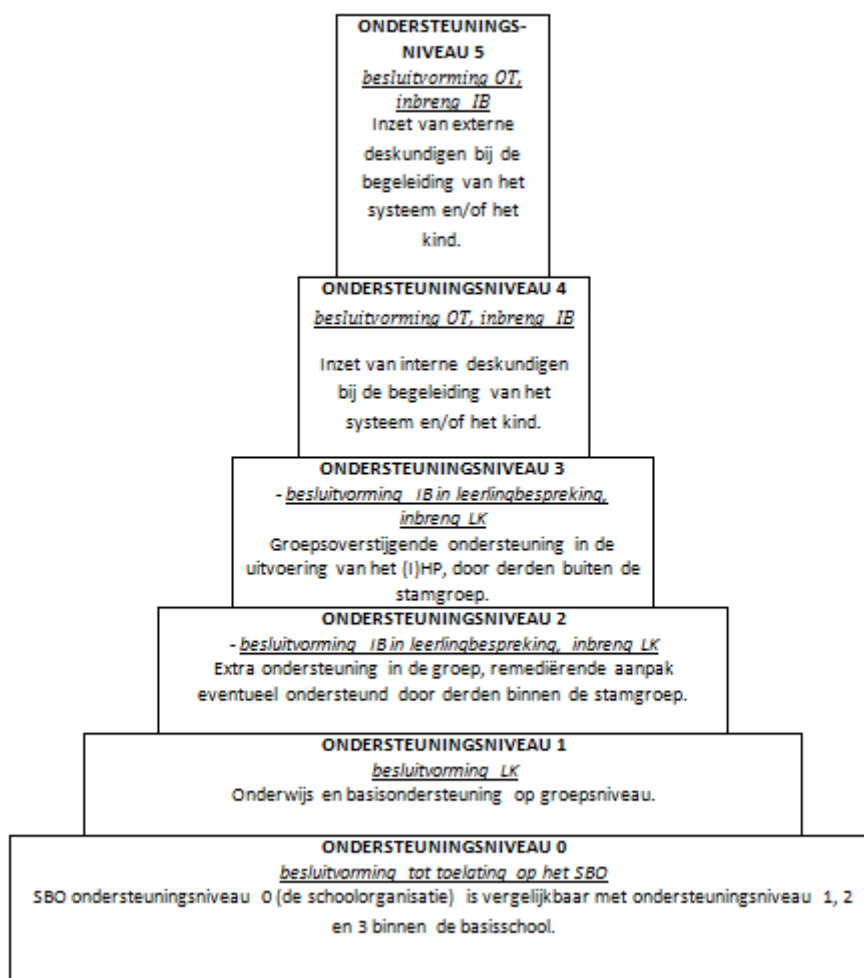 ONDERSTEUNINGS-
NIVEAU 5
besluitvorming OT,
inbreng IB
Inzet van externe
deskundigen bij de
begeleiding van het
systeem en/of het
kind.
ONDERSTEUNINGSNIVEAU 4
besluitvorming OT, inbreng IB
Inzet van interne deskundigen
bij de begeleiding van het
systeem en/of het kind.
ONDERSTEUNINGSNIVEAU 3
- besluitvorming IB in leerlingbespreking,
inbreng LK
Groepsoverstijgende ondersteuning in de
uitvoering van het (I)HP, door derden buiten de
stamgroep.
ONDERSTEUNINGSNIVEAU 2
- besluitvorming IB in leerlingbespreking, inbreng LK
Extra ondersteuning in de groep, remediërende aanpak
eventueel ondersteund door derden binnen de stamgroep.
ONDERSTEUNINGSNIVEAU 1
besluitvorming LK
Onderwijs en basisondersteuning op groepsniveau.
ONDERSTEUNINGSNIVEAU 0
besluitvorming tot toelating op het SBO
SBO ondersteuningsniveau 0 (de schoolorganisatie) is vergelijkbaar met ondersteuningsniveau 1, 2
en 3 binnen de basisschool.